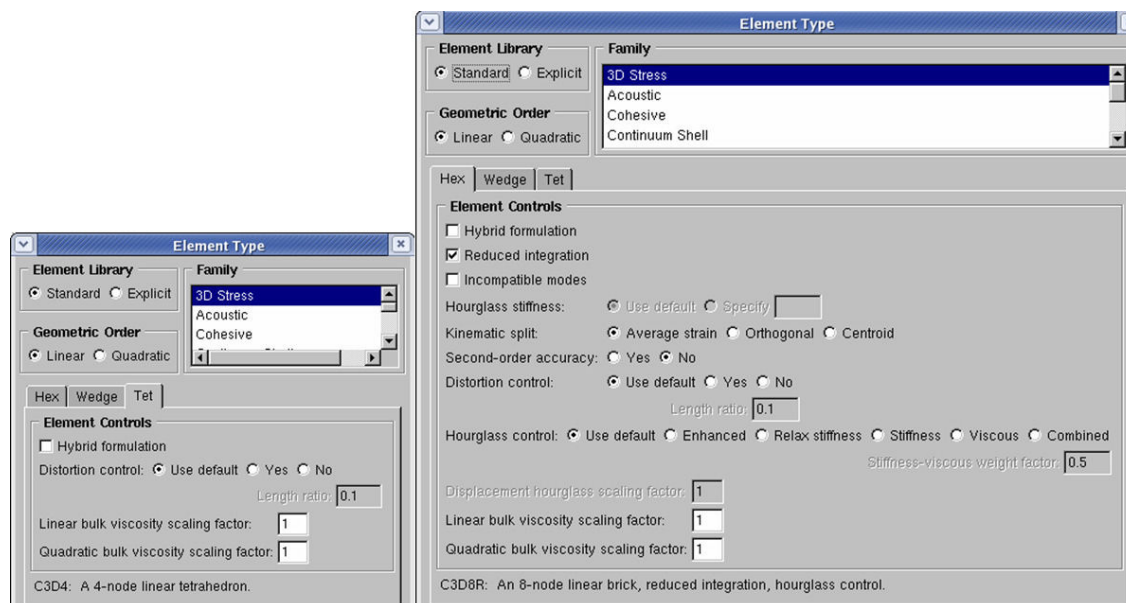 Element Type
Element Library
Standard Explicit
Family
3D Stress
Acoustic
Cohesive
Geometric Order
Linear Quadratic
Hex Wedge Tet
Element Controls
Hybrid formulation
Distortion control: Use default Yes No
Length ratio: 0.1
Linear bulk viscosity scaling factor: 1
Quadratic bulk viscosity scaling factor: 1
C3D4: A 4-node linear tetrahedron.
Element Type
Element Library
Standard Explicit
Family
3D Stress
Acoustic
Cohesive
Continuum Shell
Geometric Order
Linear Quadratic
Hex Wedge Tet
Element Controls
Hybrid formulation
Reduced integration
Incompatible modes
Hourglass stiffness: Use default Specify
Kinematic split: Average strain Orthogonal Centroid
Second-order accuracy: Yes No
Distortion control: Use default Yes No
Length ratio: 0.1
Hourglass control: Use default Enhanced Relax stiffness Stiffness Viscous Combined
Stiffness-viscous weight factor: 0.5
Displacement hourglass scaling factor: 1
Linear bulk viscosity scaling factor: 1
Quadratic bulk viscosity scaling factor: 1
C3D8R: An 8-node linear brick, reduced integration, hourglass control.